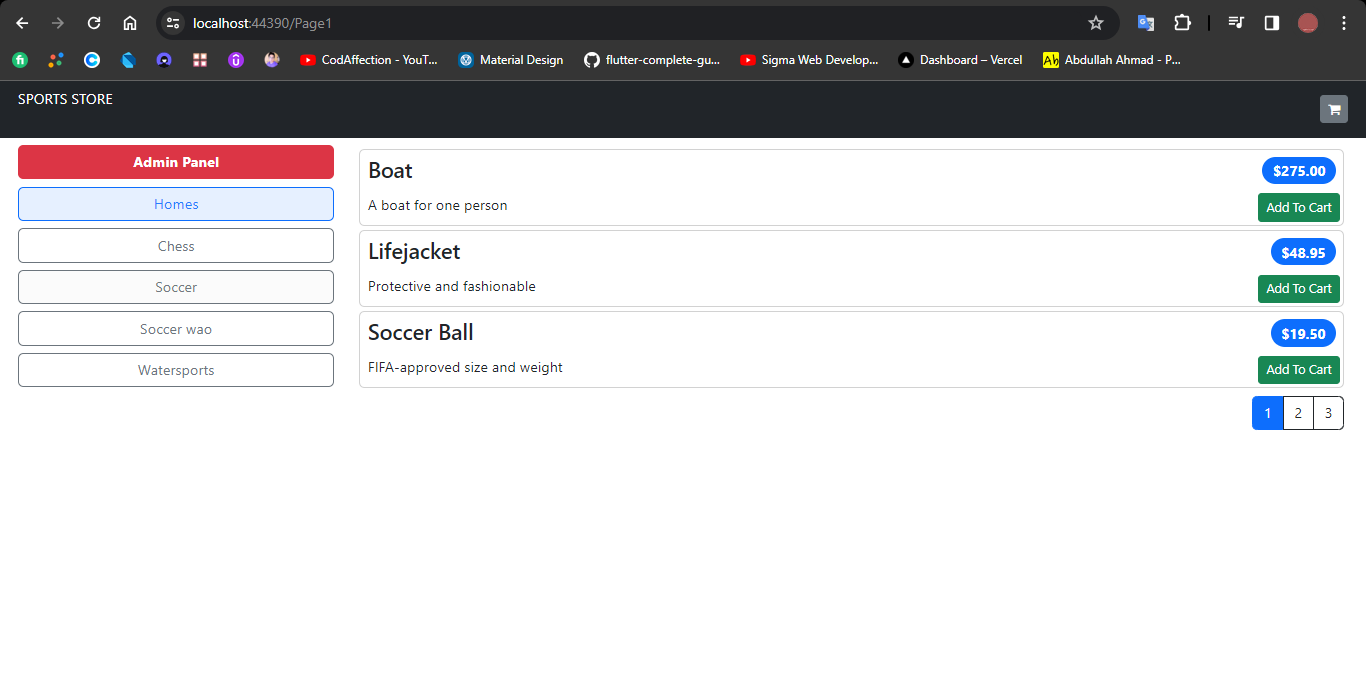 localhost:44390/Page1
CodAffection - YouT...
Material Design
flutter-complete-gu...
Sigma Web Develop...
Dashboard – Vercel
Ab
Abdullah Ahmad - P...
SPORTS STORE
Admin Panel
Homes
Chess
Soccer
Soccer wao
Watersports
Boat
$275.00
A boat for one person
Add To Cart
Lifejacket
$48.95
Protective and fashionable
Add To Cart
Soccer Ball
$19.50
FIFA-approved size and weight
Add To Cart
1 2 3